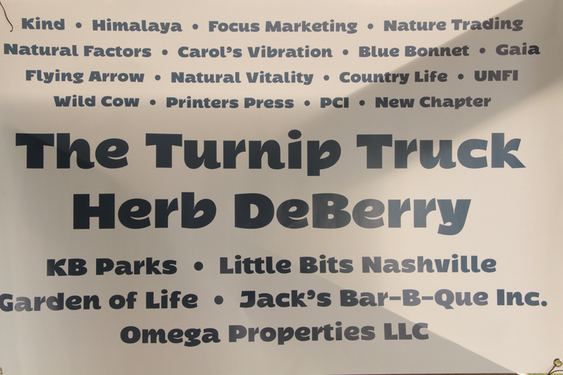 Kind • Himalaya • Focus Marketing • Nature Trading
Natural Factors • Carol's Vibration • Blue Bonnet • Gaia
Flying Arrow • Natural Vitality • Country Life • UNFI
Wild Cow • Printers Press • PCI • New Chapter
The Turnip Truck
Herb DeBerry
KB Parks • Little Bits Nashville
Garden of Life • Jack's Bar-B-Que Inc.
Omega Properties LLC